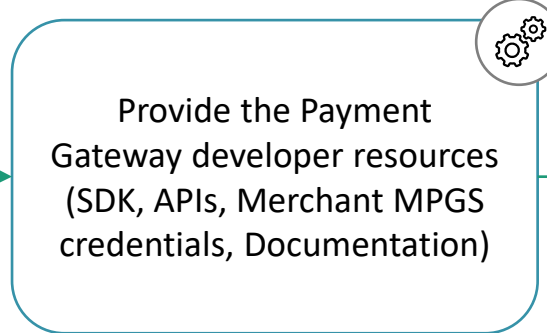 Provide the Payment
Gateway developer resources
(SDK, APIs, Merchant MPGS
credentials, Documentation)